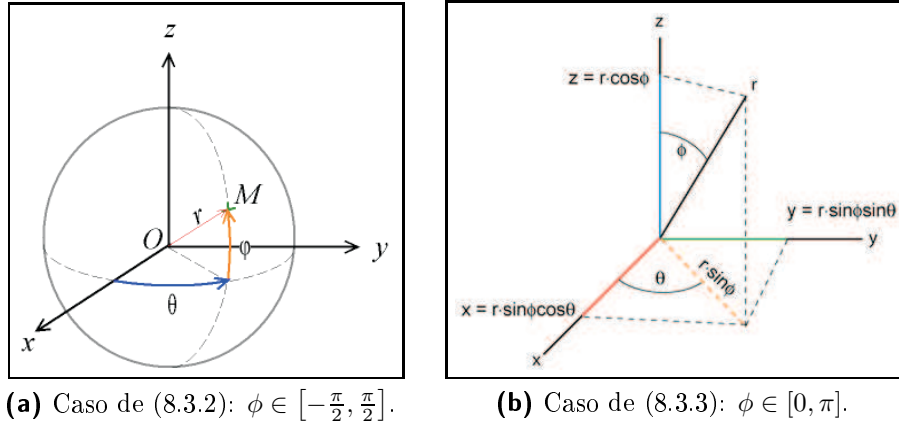 z
r
M
O
φ
y
θ
x
(a) Caso de (8.3.2): ϕ ∈ [−π/2, π/2].
z
z = r·cosϕ
r
ϕ
y = r·sinϕsinθ
y
r·sinϕ
θ
x = r·sinϕcosθ
x
(b) Caso de (8.3.3): ϕ ∈ [0, π].